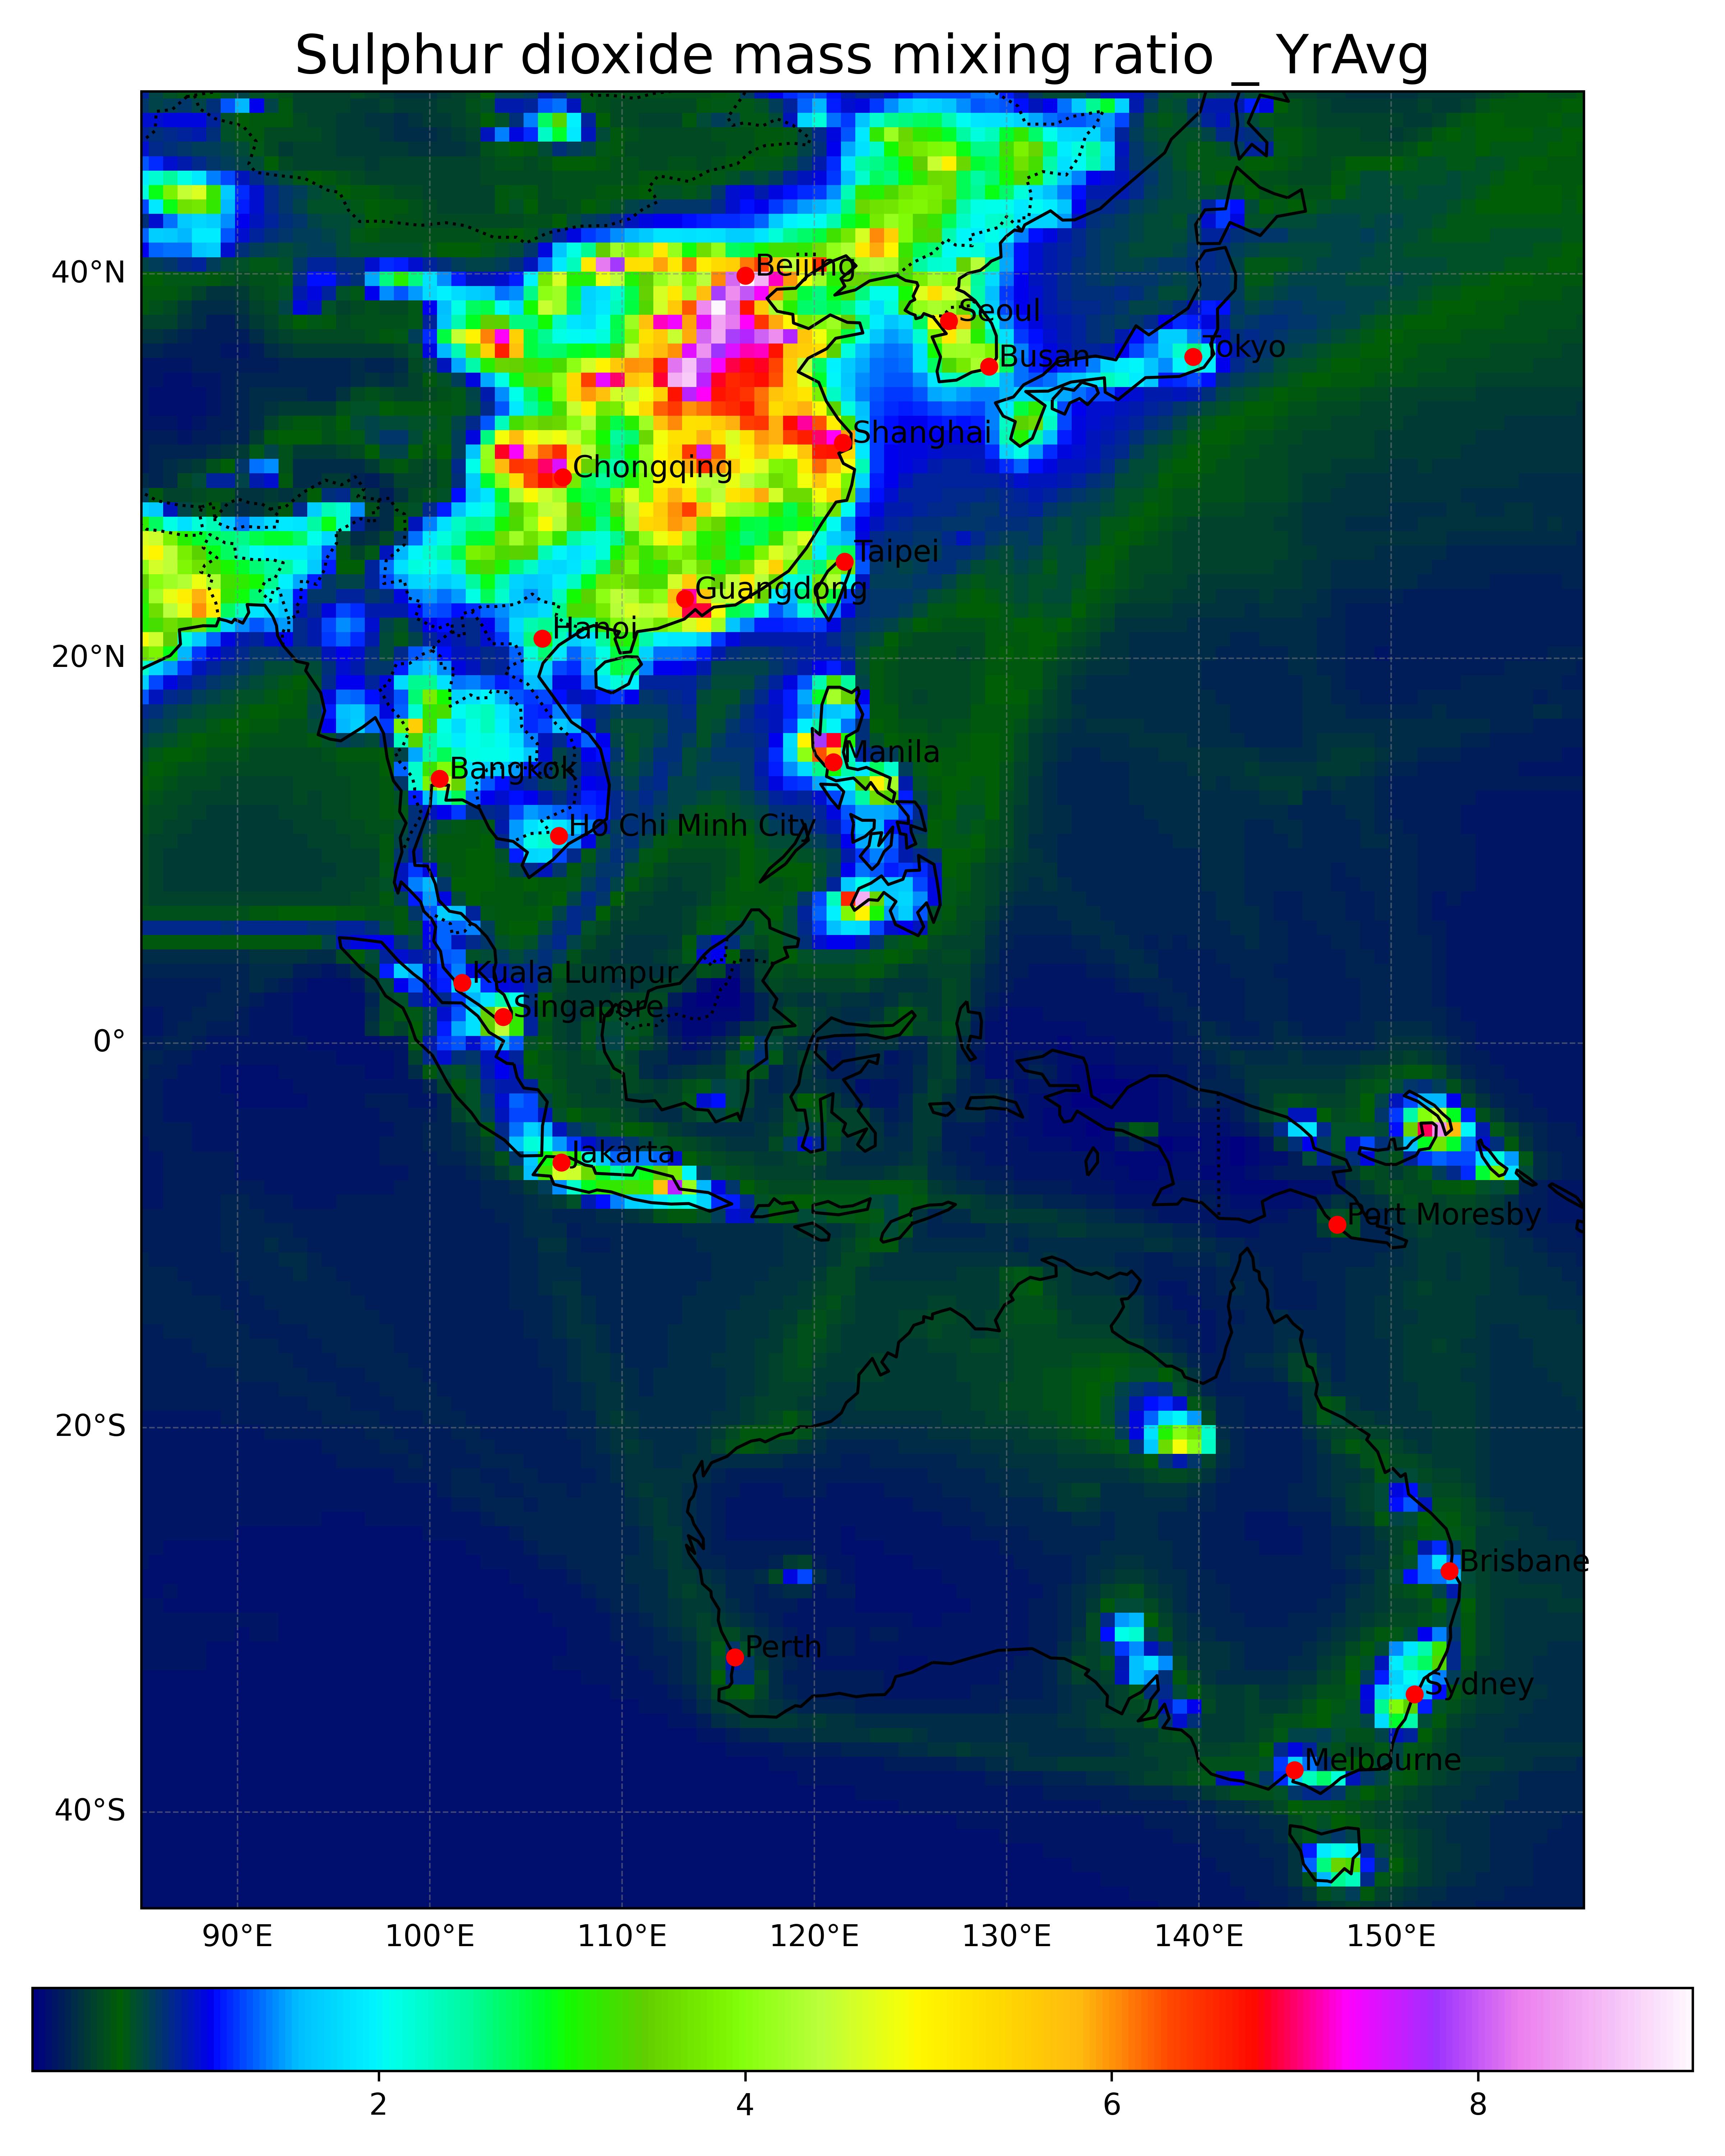 Sulphur dioxide mass mixing ratio _ YrAvg
40°N
Beijing
Seoul
Tokyo
Busan
Shanghai
Chongqing
Taipei
Guangdong
Hanoi
20°N
Manila
Bangkok
Ho Chi Minh City
Kuala Lumpur
Singapore
0°
Jakarta
Port Moresby
20°S
Brisbane
Perth
Sydney
Melbourne
40°S
90°E 100°E 110°E 120°E 130°E 140°E 150°E
2 4 6 8